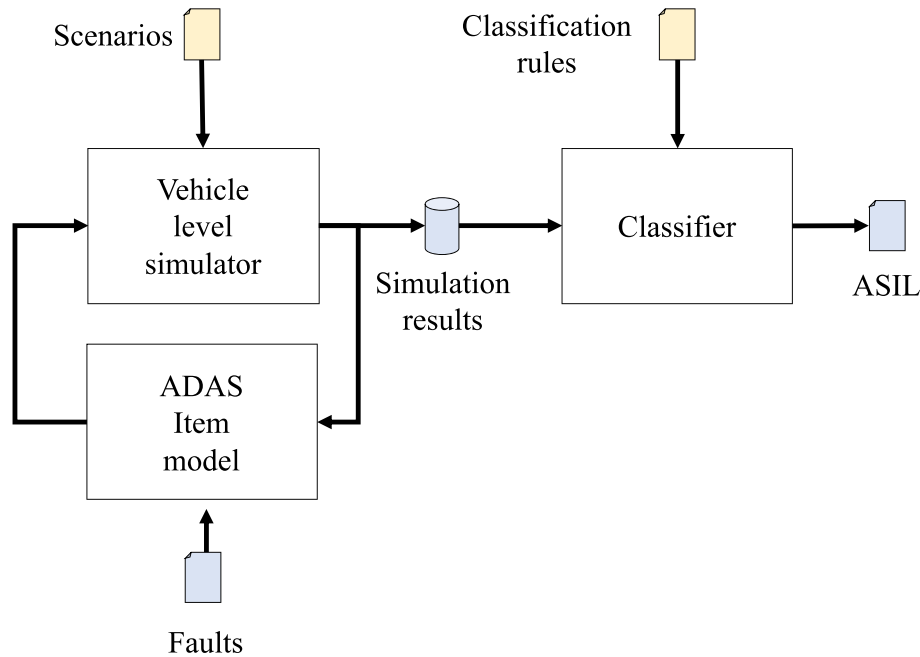 Scenarios
Classification
rules
Vehicle
level
simulator
Classifier
Simulation
results
ASIL
ADAS
Item
model
Faults